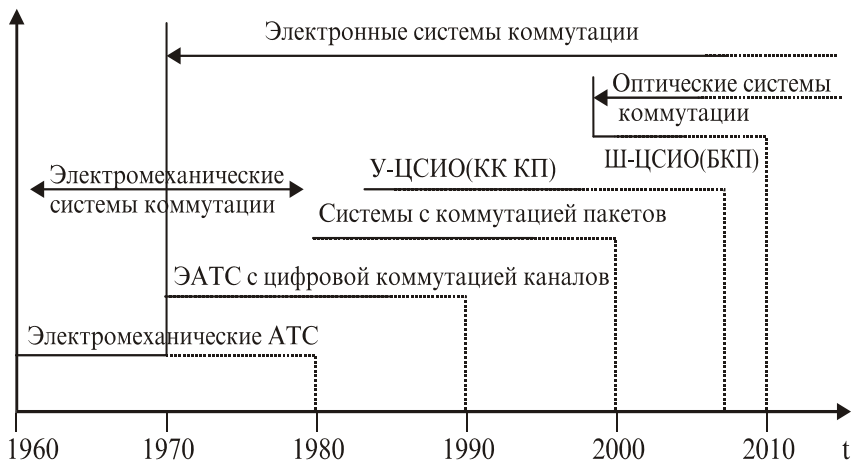 Электронные системы коммутации
Оптические системы
коммутации
Ш-ЦСИО(БКП)
У-ЦСИО(КК КП)
Электромеханические
системы коммутации
Системы с коммутацией пакетов
ЭАТС с цифровой коммутацией каналов
Электромеханические АТС
1960 1970 1980 1990 2000 2010 t